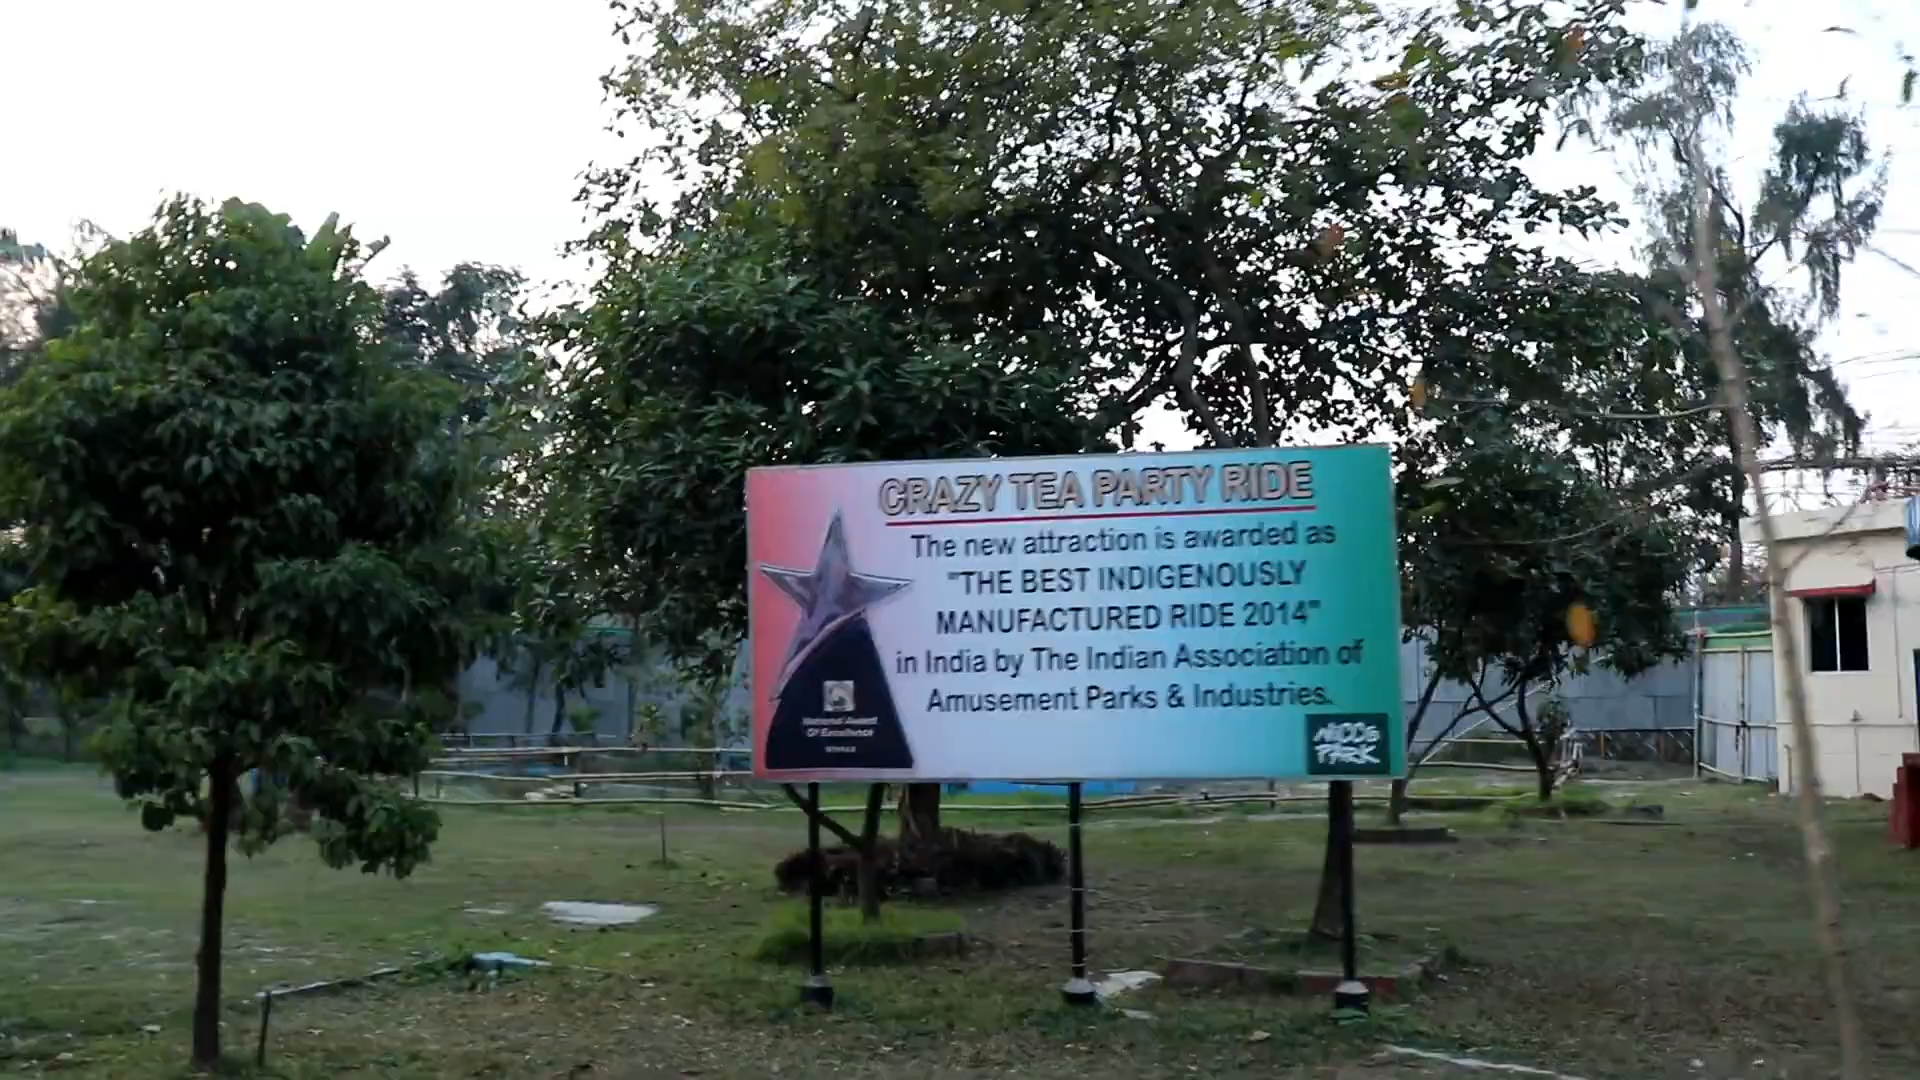 CRAZY TEA PARTY RIDE
The new attraction is awarded as
"THE BEST INDIGENOUSLY
MANUFACTURED RIDE 2014"
in India by The Indian Association of
Amusement Parks & Industries.
National Award
Of Excellence
WINNER
NICCO
PARK